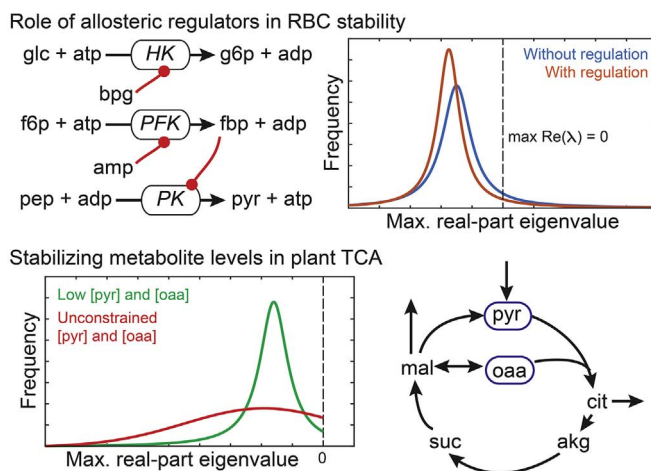 Role of allosteric regulators in RBC stability
glc + atp HK g6p + adp
bpg
f6p + atp PFK fbp + adp
amp
pep + adp PK pyr + atp
Frequency
Without regulation
With regulation
max Re(λ) = 0
Max. real-part eigenvalue
Stabilizing metabolite levels in plant TCA
Frequency
Low [pyr] and [oaa]
Unconstrained
[pyr] and [oaa]
0
Max. real-part eigenvalue
pyr
mal oaa
cit
suc akg